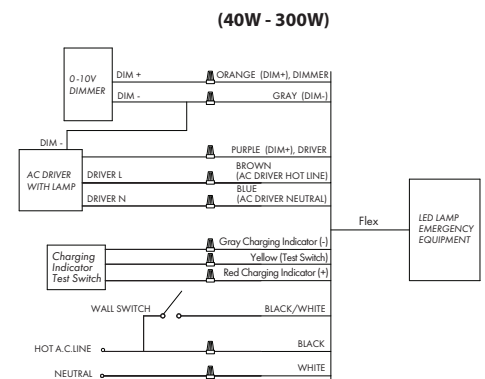 (40W - 300W)
0-10V
DIMMER
DIM +
ORANGE (DIM+), DIMMER
DIM -
GRAY (DIM-)
DIM -
AC DRIVER
WITH LAMP
PURPLE (DIM+), DRIVER
DRIVER L
BROWN
(AC DRIVER HOT LINE)
DRIVER N
BLUE
(AC DRIVER NEUTRAL)
Flex
LED LAMP
EMERGENCY
EQUIPMENT
Charging
Indicator
Test Switch
Gray Charging Indicator (-)
Yellow (Test Switch)
Red Charging Indicator (+)
WALL SWITCH
BLACK/WHITE
HOT A.C.LINE
BLACK
NEUTRAL
WHITE